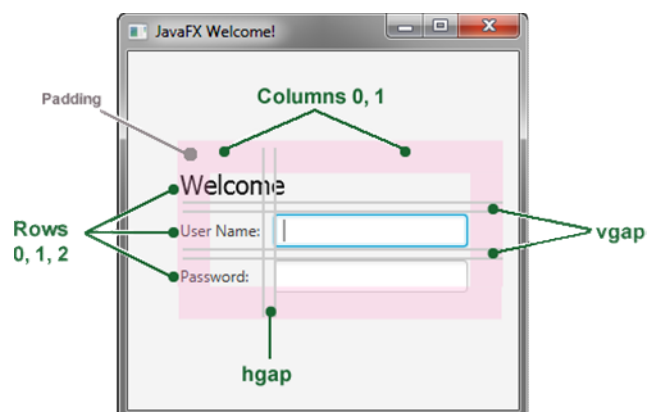 JavaFX Welcome!
Padding
Columns 0, 1
Welcome
Rows
0, 1, 2
User Name:
vgap
Password:
hgap